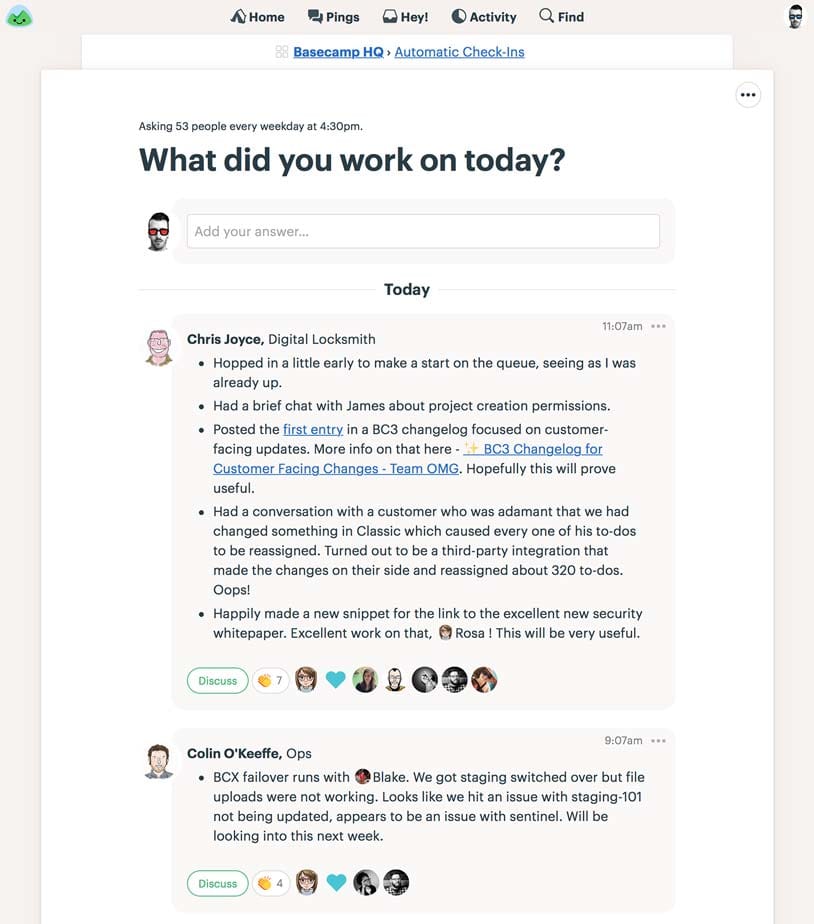 Home Pings Hey! Activity Find
Basecamp HQ › Automatic Check-Ins
Asking 53 people every weekday at 4:30pm.
What did you work on today?
Add your answer...
Today
11:07am
Chris Joyce, Digital Locksmith
• Hopped in a little early to make a start on the queue, seeing as I was
already up.
• Had a brief chat with James about project creation permissions.
• Posted the first entry in a BC3 changelog focused on customer-
facing updates. More info on that here - ✨ BC3 Changelog for
Customer Facing Changes - Team OMG. Hopefully this will prove
useful.
• Had a conversation with a customer who was adamant that we had
changed something in Classic which caused every one of his to-dos
to be reassigned. Turned out to be a third-party integration that
made the changes on their side and reassigned about 320 to-dos.
Oops!
• Happily made a new snippet for the link to the excellent new security
whitepaper. Excellent work on that, Rosa ! This will be very useful.
Discuss 👏 7
9:07am
Colin O'Keeffe, Ops
• BCX failover runs with Blake. We got staging switched over but file
uploads were not working. Looks like we hit an issue with staging-101
not being updated, appears to be an issue with sentinel. Will be
looking into this next week.
Discuss 👏 4